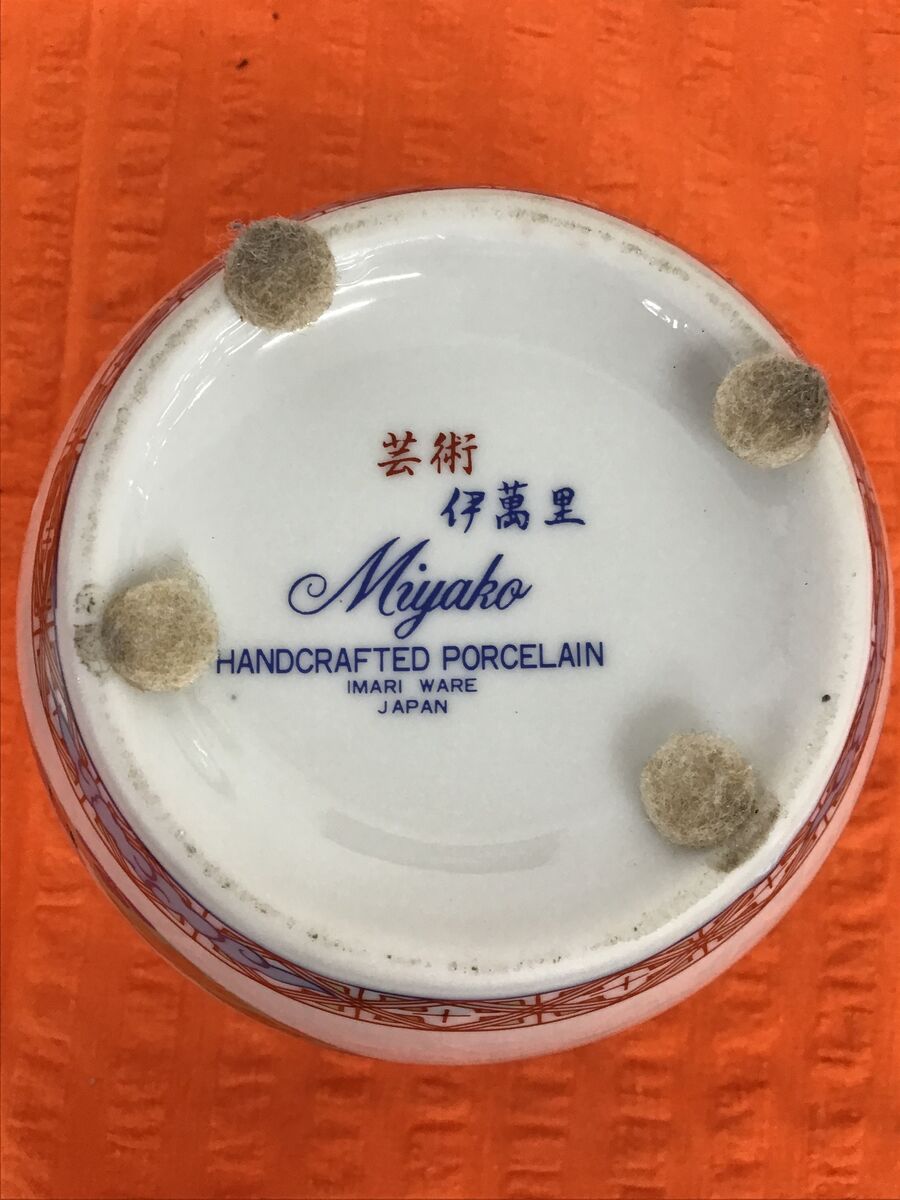 芸術
伊萬里
Miyako
HANDCRAFTED PORCELAIN
IMARI WARE
JAPAN